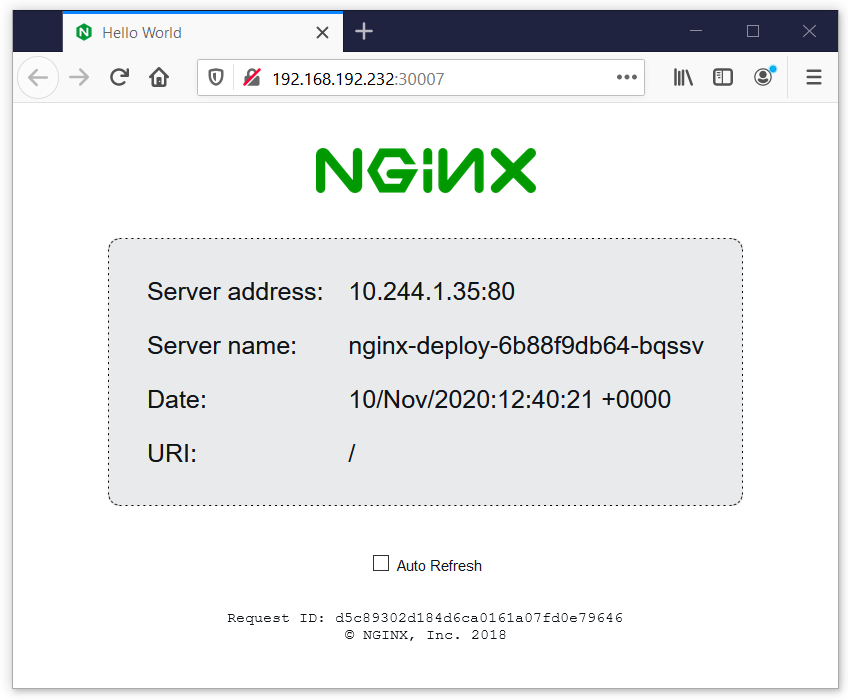 Hello World
192.168.192.232:30007
NGINX
Server address: 10.244.1.35:80
Server name: nginx-deploy-6b88f9db64-bqssv
Date: 10/Nov/2020:12:40:21 +0000
URI: /
Auto Refresh
Request ID: d5c89302d184d6ca0161a07fd0e79646
© NGINX, Inc. 2018